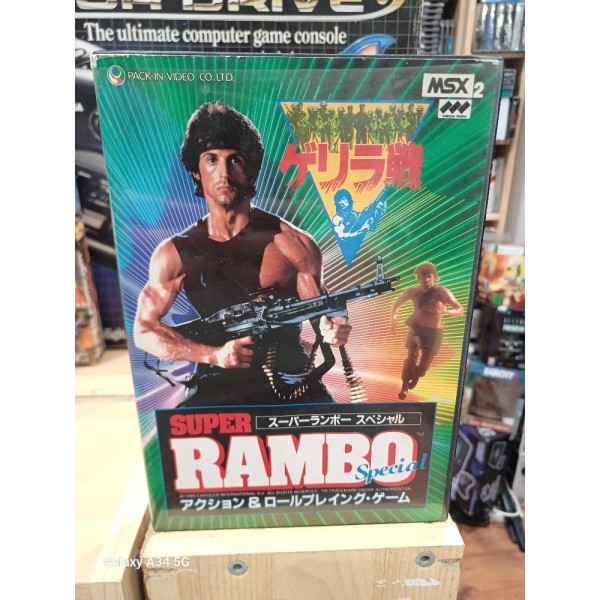 The ultimate computer game console
PACK-IN-VIDEO CO., LTD.
MSX2
MEGA ROM
ゲリラ戦
SUPER
スーパーランボー スペシャル
RAMBO
TM
Special
アクション&ロールプレイング・ゲーム
Galaxy A34 5G